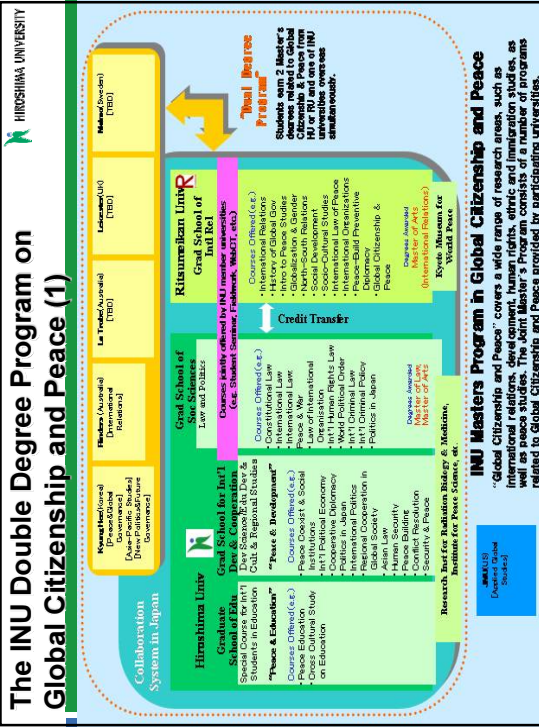 The INU Double Degree Program on
Global Citizenship and Peace (1)
HIROSHIMA UNIVERSITY
Collaboration
System in Japan
Kyung Hee(Korea)
[Peace&Global
Governance]
[Asia-Pacific Studies]
[New Politics&Future
Governance]
Flinders(Australia)
[International
Relations]
La Trobe(Australia)
[TBD]
Leicester(UK)
[TBD]
Malmo(Sweden)
[TBD]
"Dual Degree
Program"
Students earn 2 Master's
degrees related to Global
Citizenship & Peace from
HU or RU and one of INU
universities overseas
simultaneously.
Hiroshima Univ
Graduate
School of Edu
Special Course for Int'l
Students in Education
"Peace & Education"
Courses Offered(e.g.)
• Peace Education
• Cross Cultural Study
on Education
Grad School for Int'l
Dev & Cooperation
Dev Science/Edu Dev &
Cult & Regional Studies
"Peace & Development"
Courses Offered(e.g.)
• Peace Coexist & Social
Institutions
• Int'l Political Economy
• Cooperative Diplomacy
• Politics in Japan
• International Politics
• Regional Cooperation in
Global Society
• Asian Law
• Human Security
• Peace Building
• Conflict Resolution
• Security & Peace
Grad School of
Soc Sciences
Law and Politics
Courses jointly offered by INU member universities
(e.g. Student Seminar, Fieldwork, WebCT, etc.)
Courses Offered(e.g.)
• Constitutional Law
• International Law
• International Law:
Peace & War
• Law of International
Organisation
• Int'l Human Rights Law
• World Political Order
• Int'l Criminal Law
• Int'l Criminal Policy
• Politics in Japan
Degrees Awarded
Master of Law,
Master of Arts
Research Inst for Radiation Biology & Medicine,
Institute for Peace Science, etc
Credit Transfer
Ritsumeikan Univ
R
Grad School of
Intl Rel
Courses Offered(e.g.)
• International Relations
• History of Global Gov
• Intro to Peace Studies
• Globalization & Gender
• North-South Relations
• Social Development
• Socio-Cultural Studies
• International Law of Peace
• International Organizations
• Peace-Build Preventive
Diplomacy
• Global Citizenship &
Peace
Degrees Awarded
Master of Arts
(International Relations)
Kyoto Museum for
World Peace
JMU(US)
[Applied Global
Studies]
INU Masters Program in Global Citizenship and Peace
"Global Citizenship and Peace" covers a wide range of research areas, such as
international relations, development, human rights, ethnic and immigration studies, as
well as peace studies. The Joint Master's Program consists of a number of programs
related to Global Citizenship and Peace provided by participating universities.